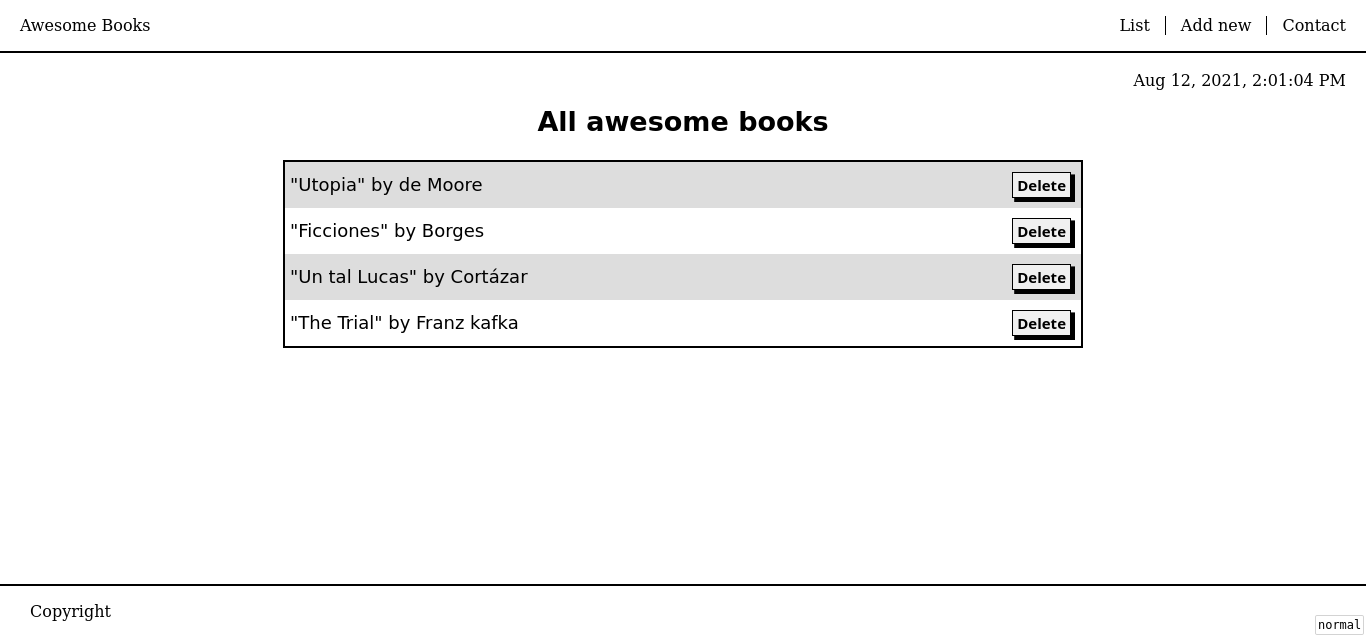 Awesome Books List Add new Contact
Aug 12, 2021, 2:01:04 PM
All awesome books
"Utopia" by de Moore Delete
"Ficciones" by Borges Delete
"Un tal Lucas" by Cortázar Delete
"The Trial" by Franz kafka Delete
Copyright
normal